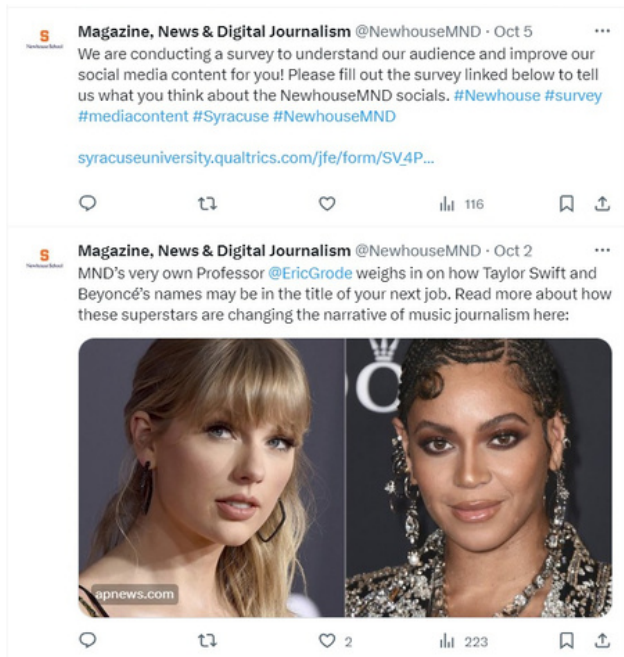 S
Newhouse School
Magazine, News & Digital Journalism @NewhouseMND · Oct 5
We are conducting a survey to understand our audience and improve our
social media content for you! Please fill out the survey linked below to tell
us what you think about the NewhouseMND socials. #Newhouse #survey
#mediacontent #Syracuse #NewhouseMND
syracuseuniversity.qualtrics.com/jfe/form/SV_4P...
116
S
Newhouse School
Magazine, News & Digital Journalism @NewhouseMND · Oct 2
MND's very own Professor @EricGrode weighs in on how Taylor Swift and
Beyoncé's names may be in the title of your next job. Read more about how
these superstars are changing the narrative of music journalism here:
apnews.com
2
223